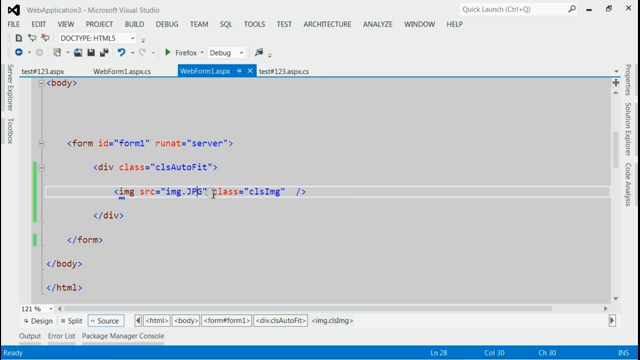 WebApplication3 - Microsoft Visual Studio
Quick Launch (Ctrl+Q)
FILE EDIT VIEW PROJECT BUILD DEBUG TEAM SQL TOOLS TEST ARCHITECTURE ANALYZE WINDOW HELP
DOCTYPE: HTML5
Firefox Debug
test#123.aspx WebForm1.aspx.cs WebForm1.aspx test#123.aspx.cs
Server Explorer
Toolbox
Properties
Solution Explorer
Code Analysis
<body>
<form id="form1" runat="server">
<div class="clsAutoFit">
<img src="img.JPG" class="clsImg" />
</div>
</form>
</body>
</html>
121 %
Design Split Source <html> <body> <form#form1> <div.clsAutoFit> <img.clsImg>
Output Error List Package Manager Console
Ready Ln 28 Col 30 Ch 30